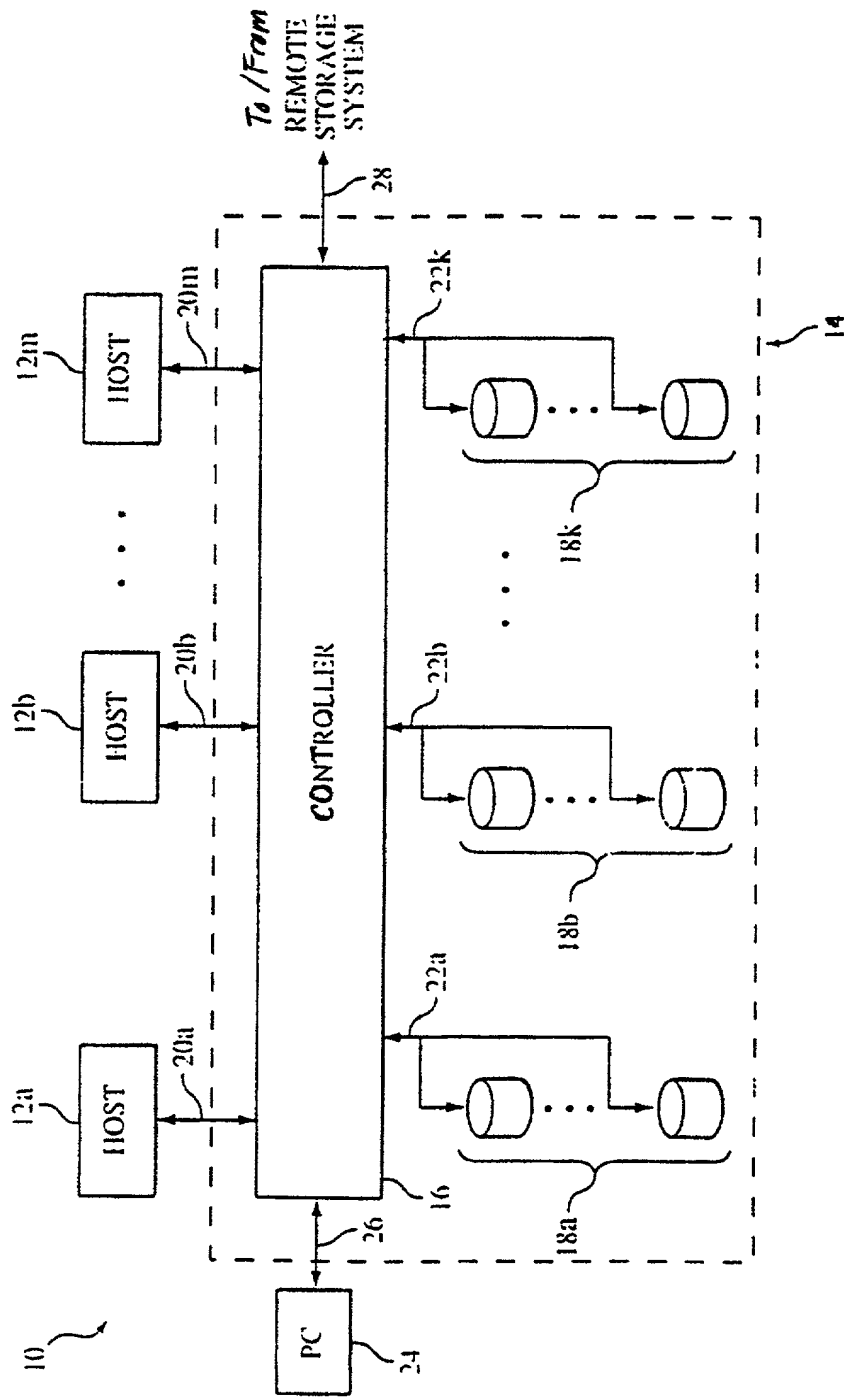 10
12a
12b
12m
HOST
HOST
HOST
20a
20b
20m
To/From
REMOTE
STORAGE
SYSTEM
PC
24
26
CONTROLLER
16
28
22a
22b
22k
18a
18b
18k
14